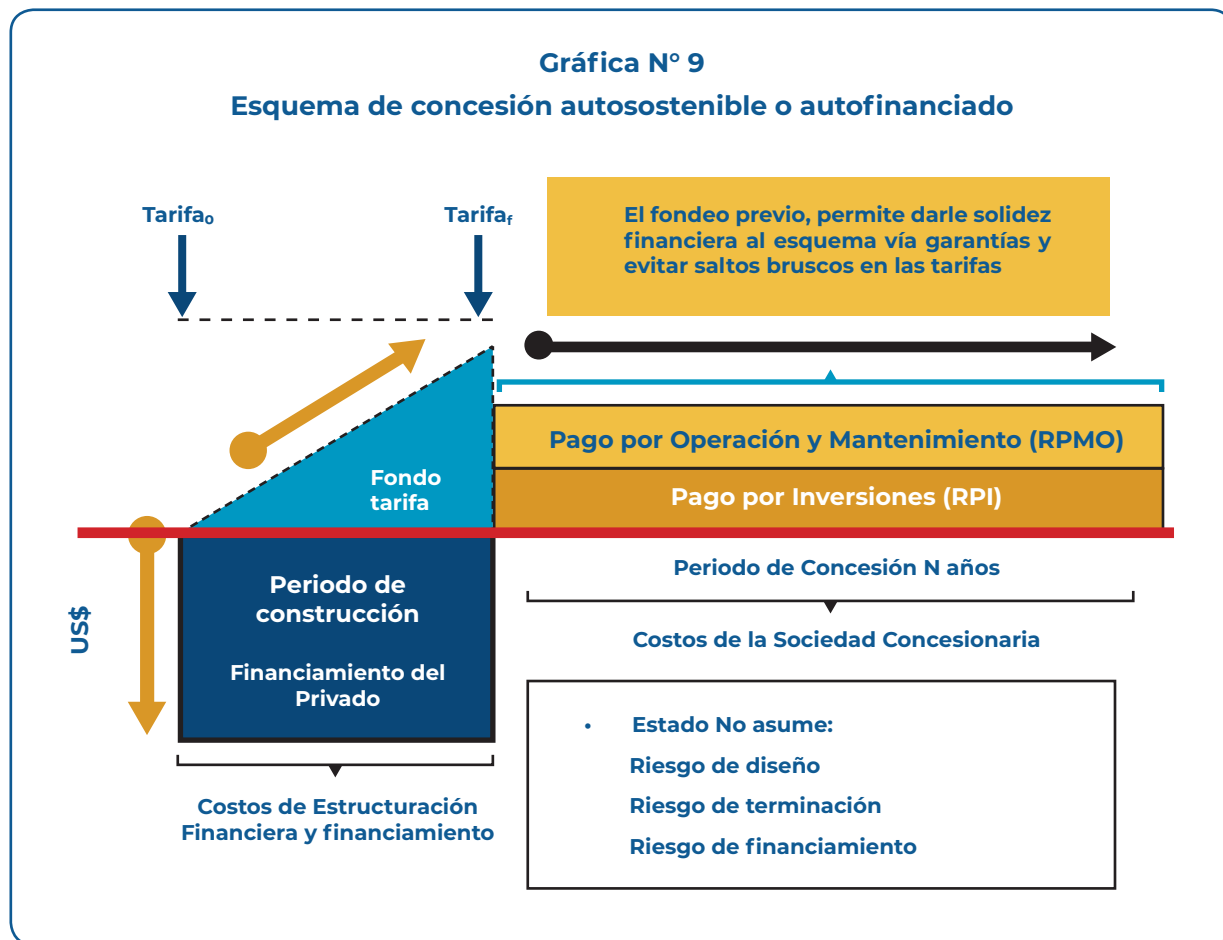 Gráfica N° 9
Esquema de concesión autosostenible o autofinanciado
Tarifa₀
Tarifa_f
El fondeo previo, permite darle solidez
financiera al esquema vía garantías y
evitar saltos bruscos en las tarifas
Fondo
tarifa
Pago por Operación y Mantenimiento (RPMO)
Pago por Inversiones (RPI)
US$
Periodo de
construcción
Financiamiento del
Privado
Costos de Estructuración
Financiera y financiamiento
Periodo de Concesión N años
Costos de la Sociedad Concesionaria
• Estado No asume:
Riesgo de diseño
Riesgo de terminación
Riesgo de financiamiento